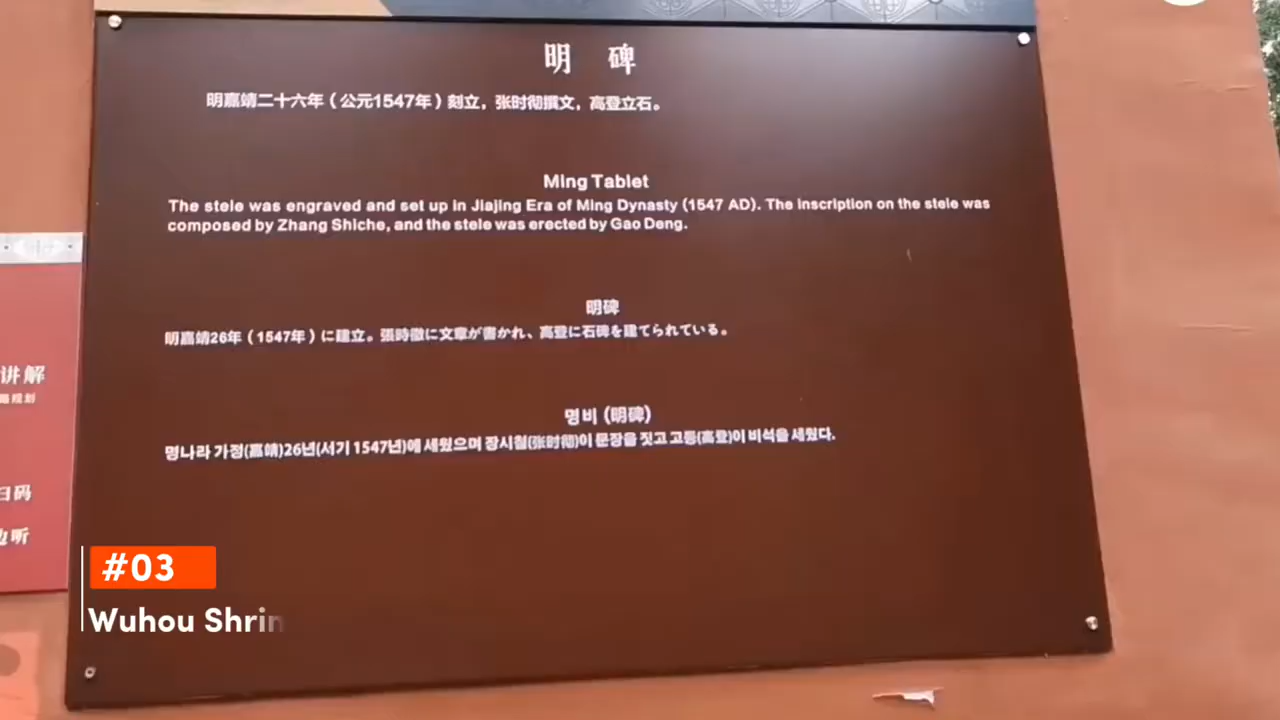 明 碑
明嘉靖二十六年（公元1547年）刻立，张时彻撰文，高登立石。
Ming Tablet
The stele was engraved and set up in Jiajing Era of Ming Dynasty (1547 AD). The inscription on the stele was
composed by Zhang Shiche, and the stele was erected by Gao Deng.
明碑
明嘉靖26年（1547年）に建立。張時徹に文章が書かれ、高登に石碑を建てられている。
명비 (明碑)
명나라 가정(嘉靖)26년(서기 1547년)에 세웠으며 장시철(张时彻)이 문장을 짓고 고등(高登)이 비석을 세웠다.
讲解
路规划
扫码
边听
#03
Wuhou Shrin